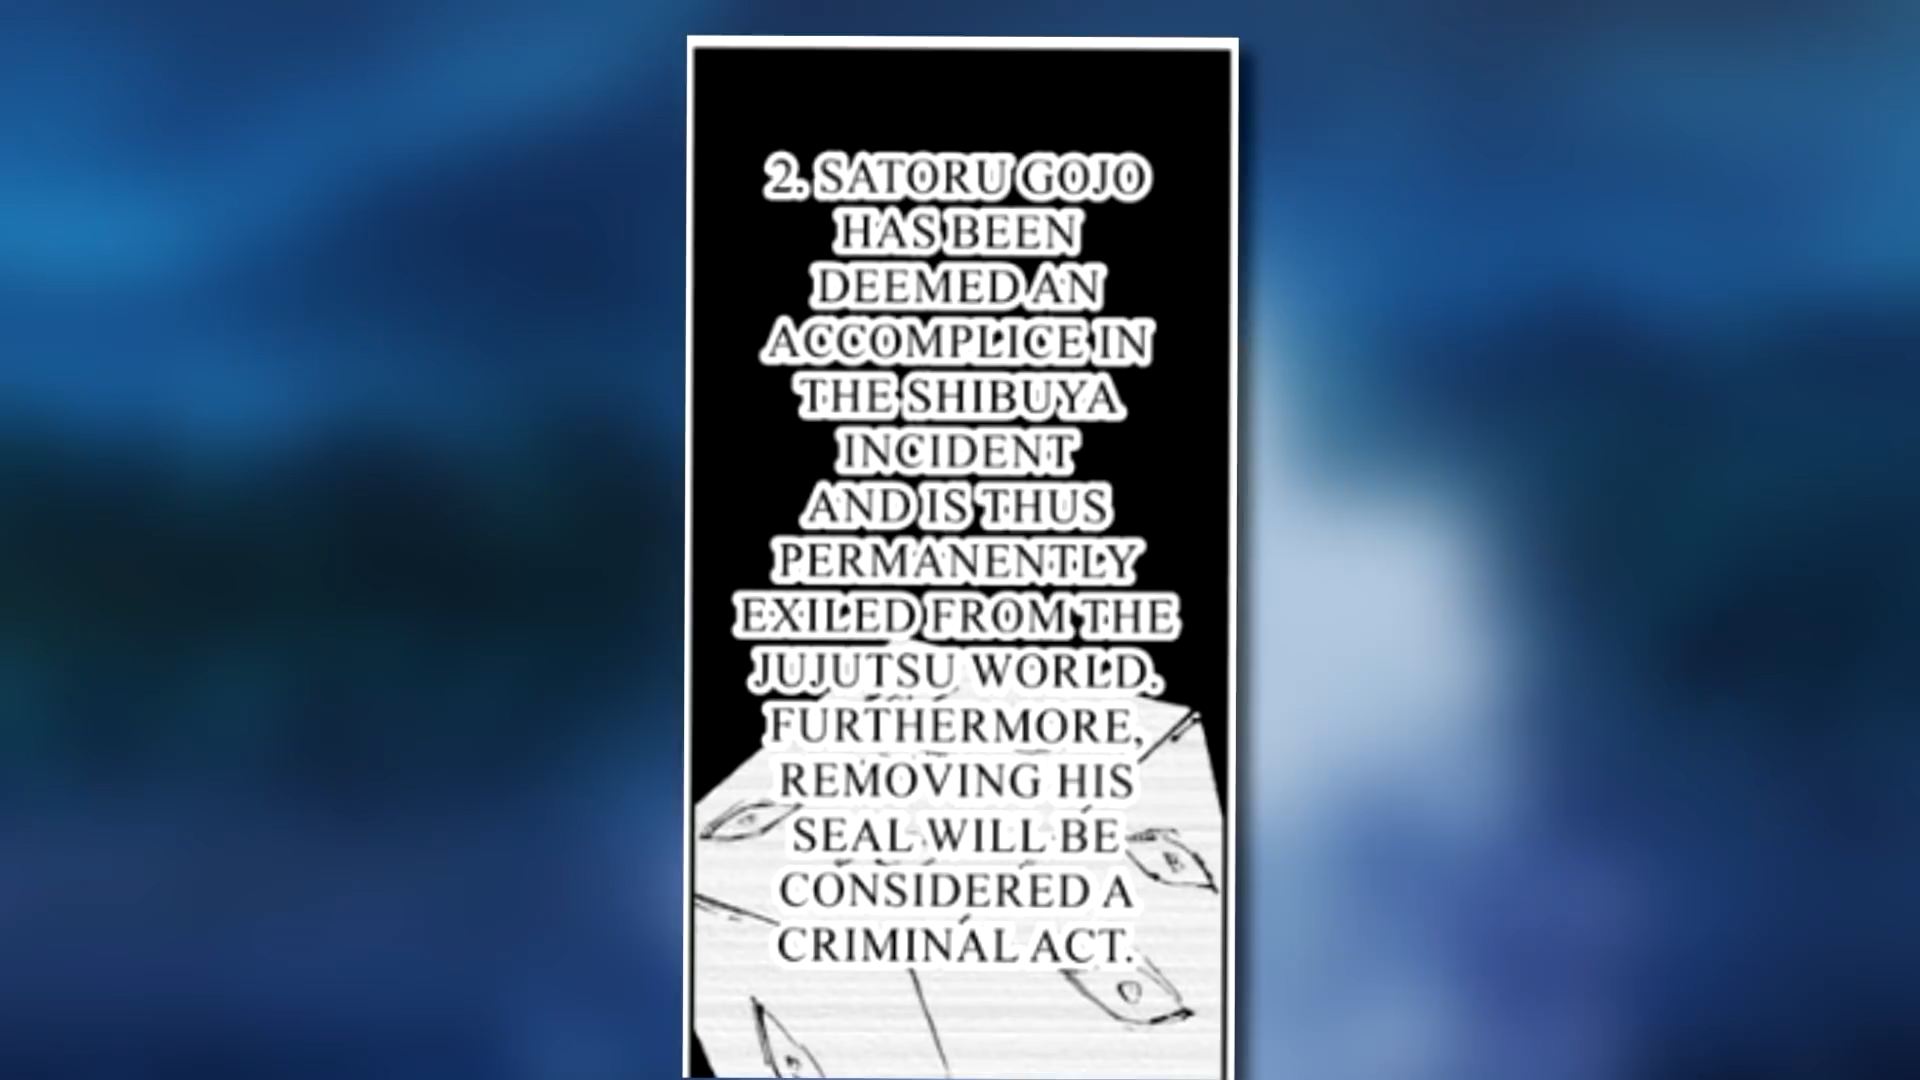 2. SATORU GOJO
HAS BEEN
DEEMED AN
ACCOMPLICE IN
THE SHIBUYA
INCIDENT
AND IS THUS
PERMANENTLY
EXILED FROM THE
JUJUTSU WORLD.
FURTHERMORE,
REMOVING HIS
SEAL WILL BE
CONSIDERED A
CRIMINAL ACT.